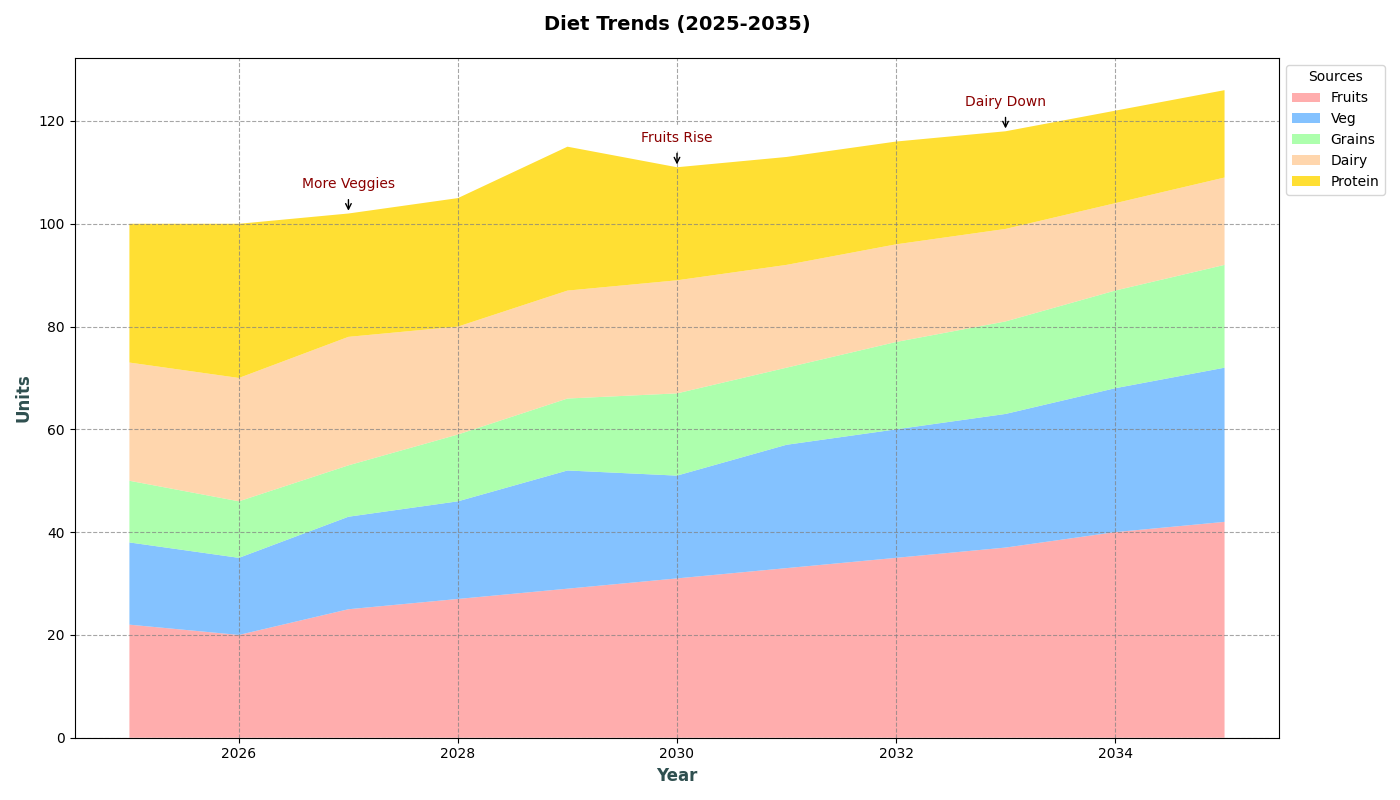 Diet Trends (2025-2035)
Units
120
100
80
60
40
20
0
More Veggies
Fruits Rise
Dairy Down
2026
2028
2030
2032
2034
Year
Sources
Fruits
Veg
Grains
Dairy
Protein